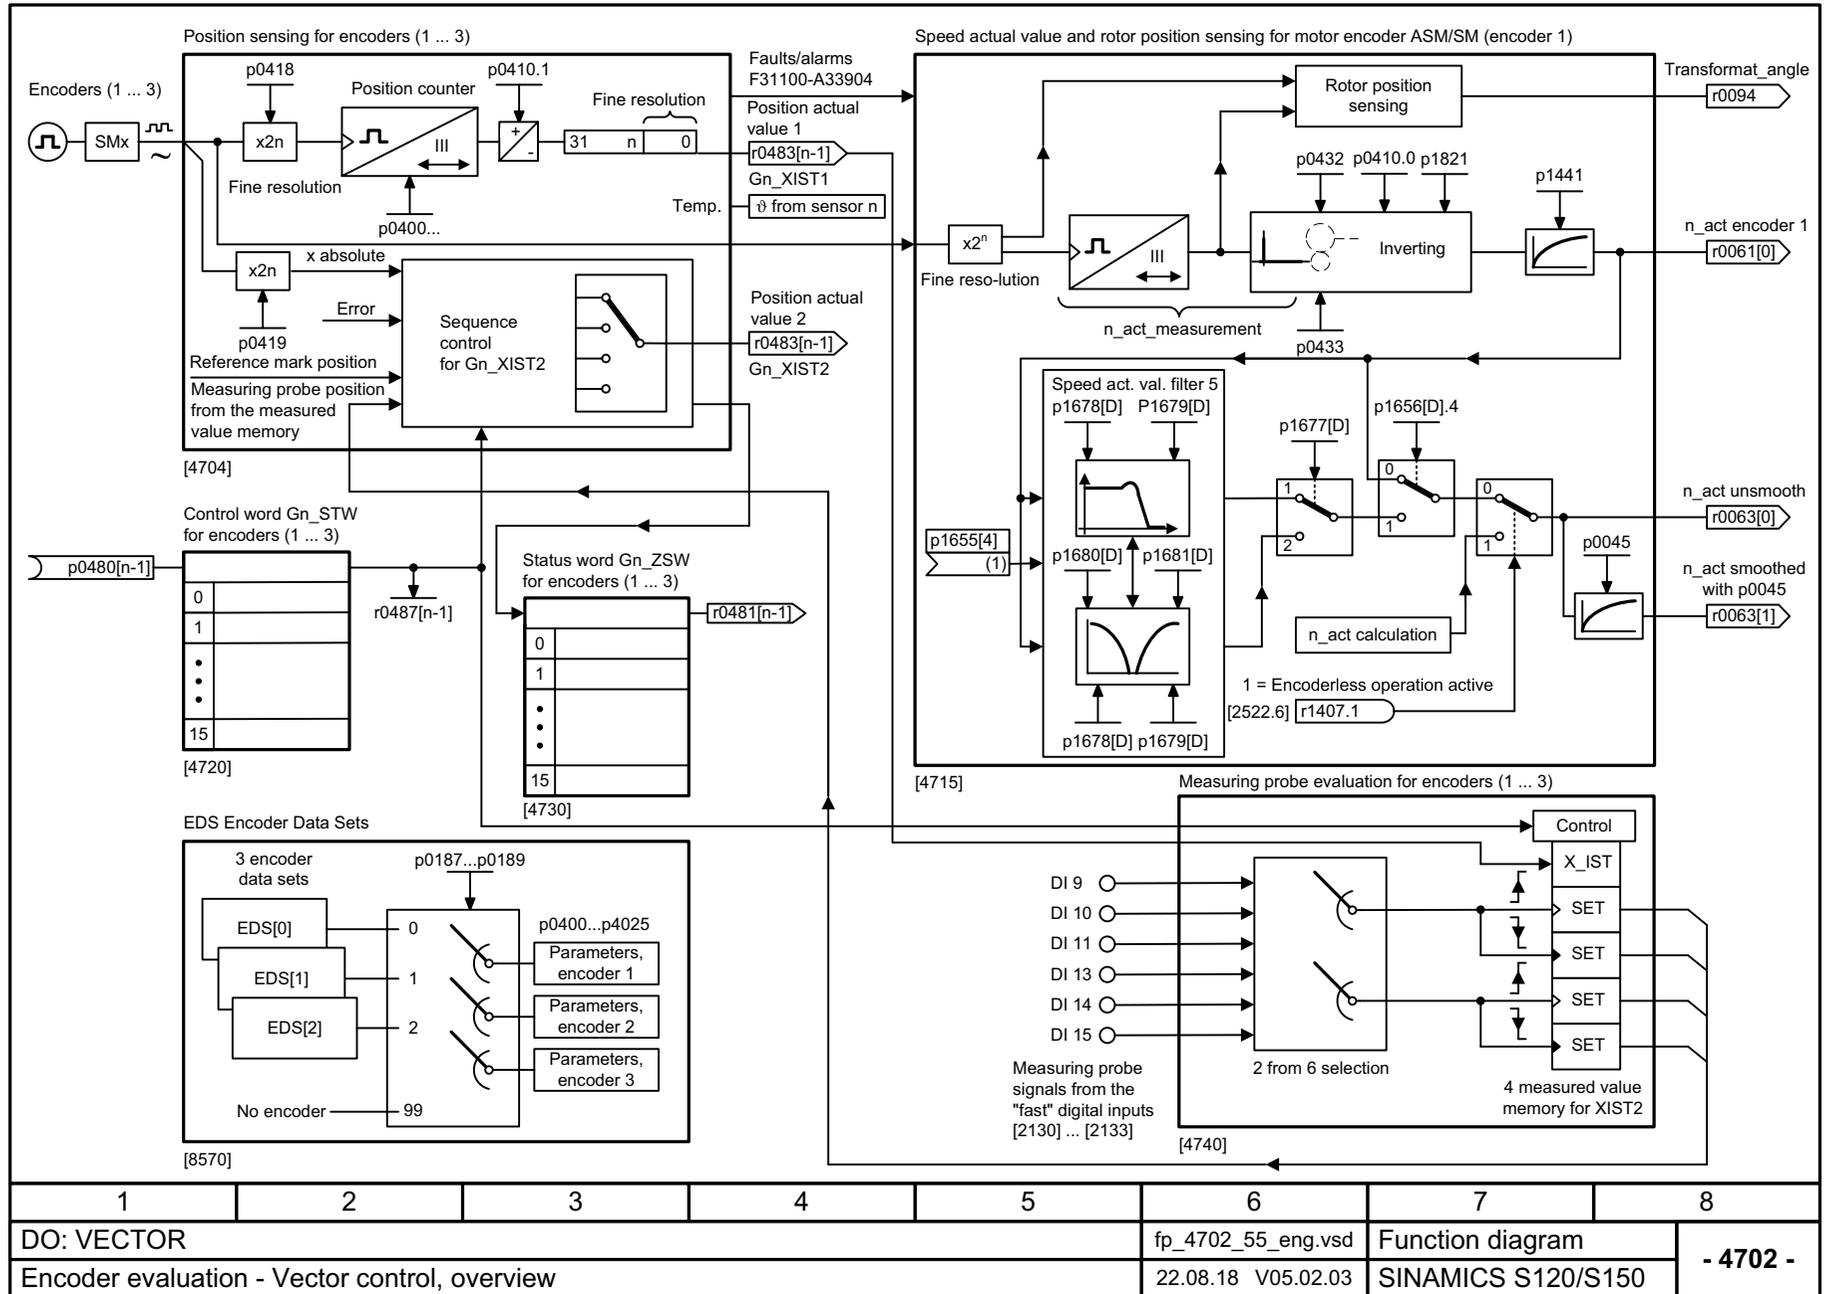 Position sensing for encoders (1 ... 3)
Encoders (1 ... 3)
SMx
p0418
x2n
Fine resolution
Position counter
III
p0400...
p0410.1
+
-
Fine resolution
31 n 0
Temp.
x2n
p0419
x absolute
Error
Reference mark position
Measuring probe position
from the measured
value memory
Sequence
control
for Gn_XIST2
[4704]
Faults/alarms
F31100-A33904
Position actual
value 1
r0483[n-1]
Gn_XIST1
ϑ from sensor n
Position actual
value 2
r0483[n-1]
Gn_XIST2
Control word Gn_STW
for encoders (1 ... 3)
p0480[n-1]
0
1
15
[4720]
r0487[n-1]
Status word Gn_ZSW
for encoders (1 ... 3)
0
1
15
[4730]
r0481[n-1]
EDS Encoder Data Sets
3 encoder
data sets
EDS[0]
EDS[1]
EDS[2]
No encoder
p0187...p0189
0
1
2
99
p0400...p4025
Parameters,
encoder 1
Parameters,
encoder 2
Parameters,
encoder 3
[8570]
Speed actual value and rotor position sensing for motor encoder ASM/SM (encoder 1)
Rotor position
sensing
Transformat_angle
r0094
x2ⁿ
Fine reso-lution
III
n_act_measurement
p0432 p0410.0 p1821
Inverting
p0433
p1441
n_act encoder 1
r0061[0]
Speed act. val. filter 5
p1678[D] P1679[D]
p1655[4]
(1)
p1680[D] p1681[D]
p1678[D] p1679[D]
p1677[D]
1
2
p1656[D].4
0
1
0
1
n_act calculation
1 = Encoderless operation active
[2522.6] r1407.1
n_act unsmooth
r0063[0]
p0045
n_act smoothed
with p0045
r0063[1]
[4715]
Measuring probe evaluation for encoders (1 ... 3)
Control
X_IST
SET
SET
SET
SET
DI 9
DI 10
DI 11
DI 13
DI 14
DI 15
Measuring probe
signals from the
"fast" digital inputs
[2130] ... [2133]
2 from 6 selection
4 measured value
memory for XIST2
[4740]
1 2 3 4 5 6 7 8
DO: VECTOR
fp_4702_55_eng.vsd
Function diagram
- 4702 -
Encoder evaluation - Vector control, overview
22.08.18 V05.02.03
SINAMICS S120/S150